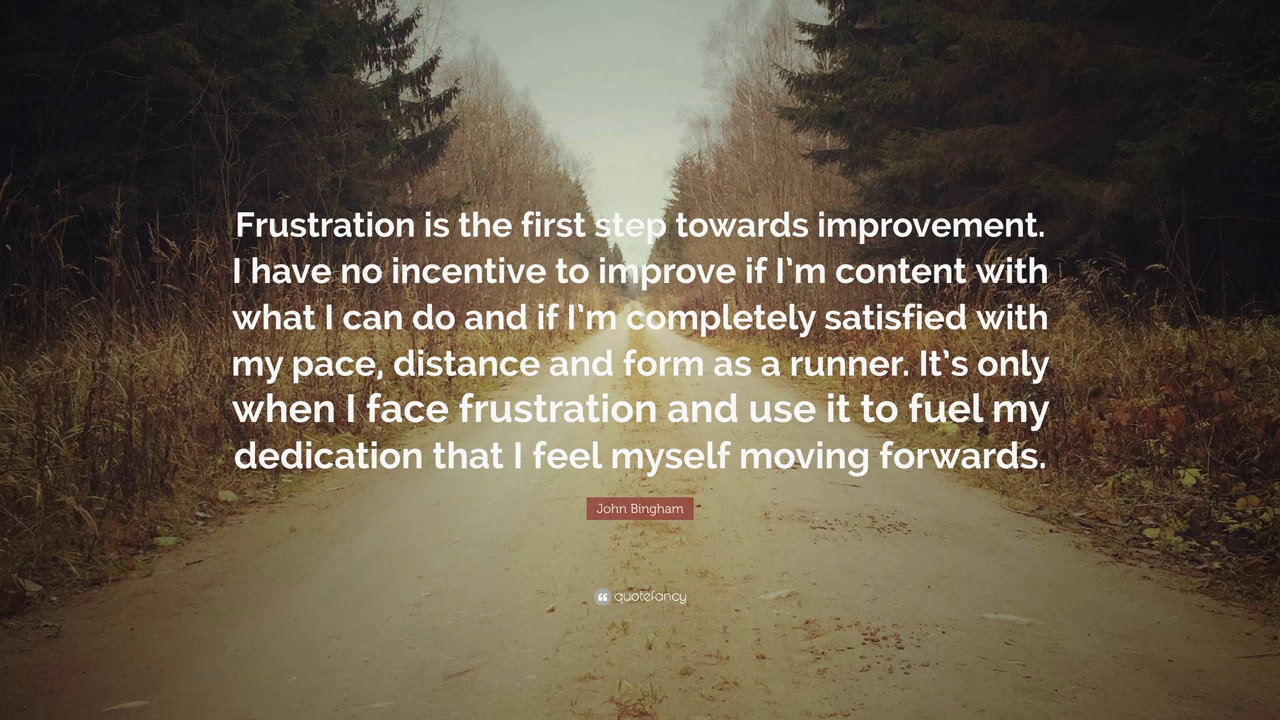 Frustration is the first step towards improvement.
I have no incentive to improve if I’m content with
what I can do and if I’m completely satisfied with
my pace, distance and form as a runner. It’s only
when I face frustration and use it to fuel my
dedication that I feel myself moving forwards.
John Bingham
quotefancy